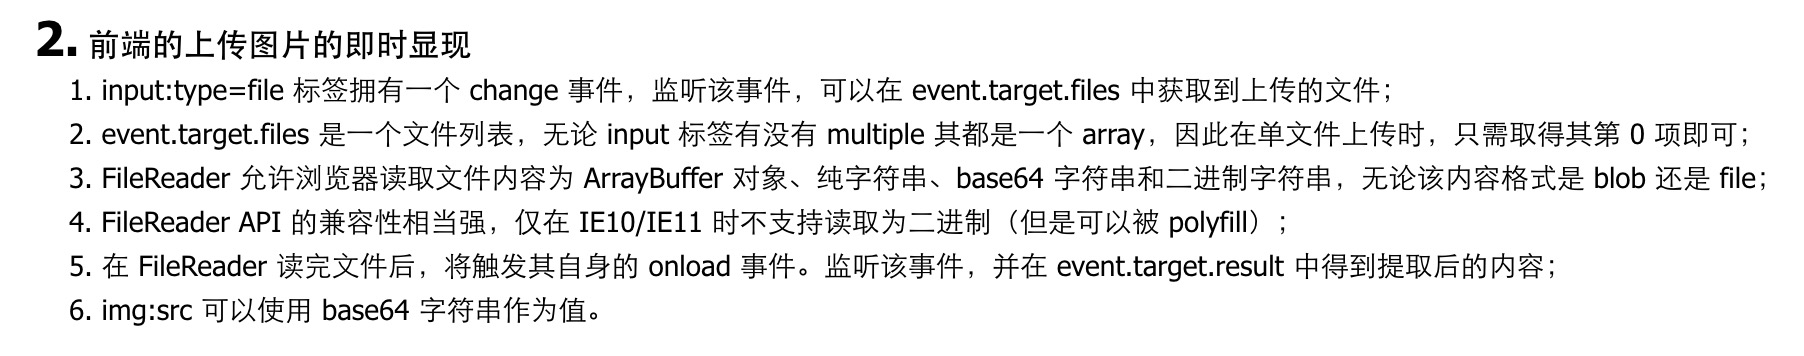 2. 前端的上传图片的即时显现
1. input:type=file 标签拥有一个 change 事件，监听该事件，可以在 event.target.files 中获取到上传的文件；
2. event.target.files 是一个文件列表，无论 input 标签有没有 multiple 其都是一个 array，因此在单文件上传时，只需取得其第 0 项即可；
3. FileReader 允许浏览器读取文件内容为 ArrayBuffer 对象、纯字符串、base64 字符串和二进制字符串，无论该内容格式是 blob 还是 file；
4. FileReader API 的兼容性相当强，仅在 IE10/IE11 时不支持读取为二进制（但是可以被 polyfill）；
5. 在 FileReader 读完文件后，将触发其自身的 onload 事件。监听该事件，并在 event.target.result 中得到提取后的内容；
6. img:src 可以使用 base64 字符串作为值。